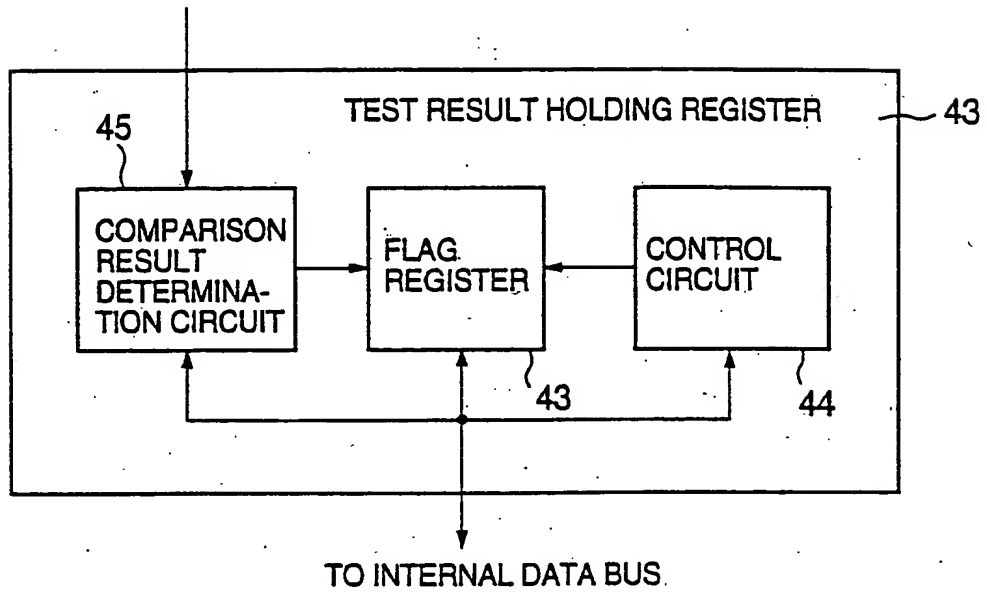 TEST RESULT HOLDING REGISTER
43
45
COMPARISON
RESULT
DETERMINA-
TION CIRCUIT
FLAG
REGISTER
CONTROL
CIRCUIT
43
44
TO INTERNAL DATA BUS